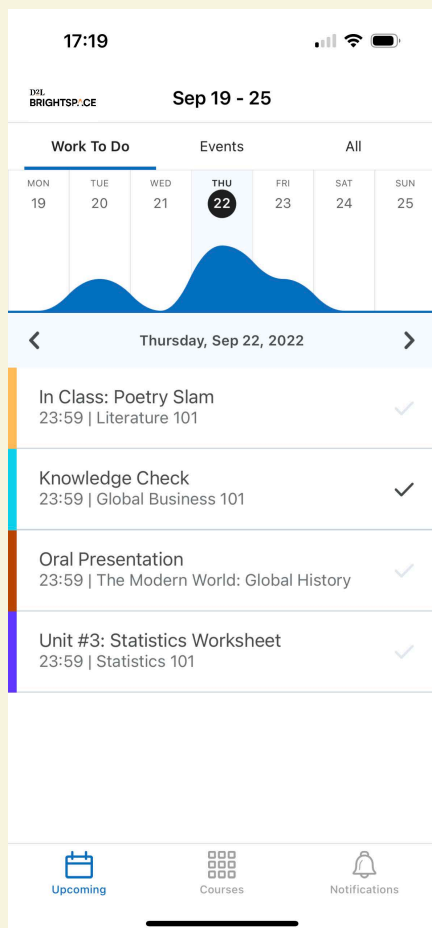 17:19
D2L
BRIGHTSPACE
Sep 19 - 25
Work To Do
Events
All
MON
TUE
WED
THU
FRI
SAT
SUN
19
20
21
22
23
24
25
Thursday, Sep 22, 2022
In Class: Poetry Slam
23:59 | Literature 101
Knowledge Check
23:59 | Global Business 101
Oral Presentation
23:59 | The Modern World: Global History
Unit #3: Statistics Worksheet
23:59 | Statistics 101
Upcoming
Courses
Notifications